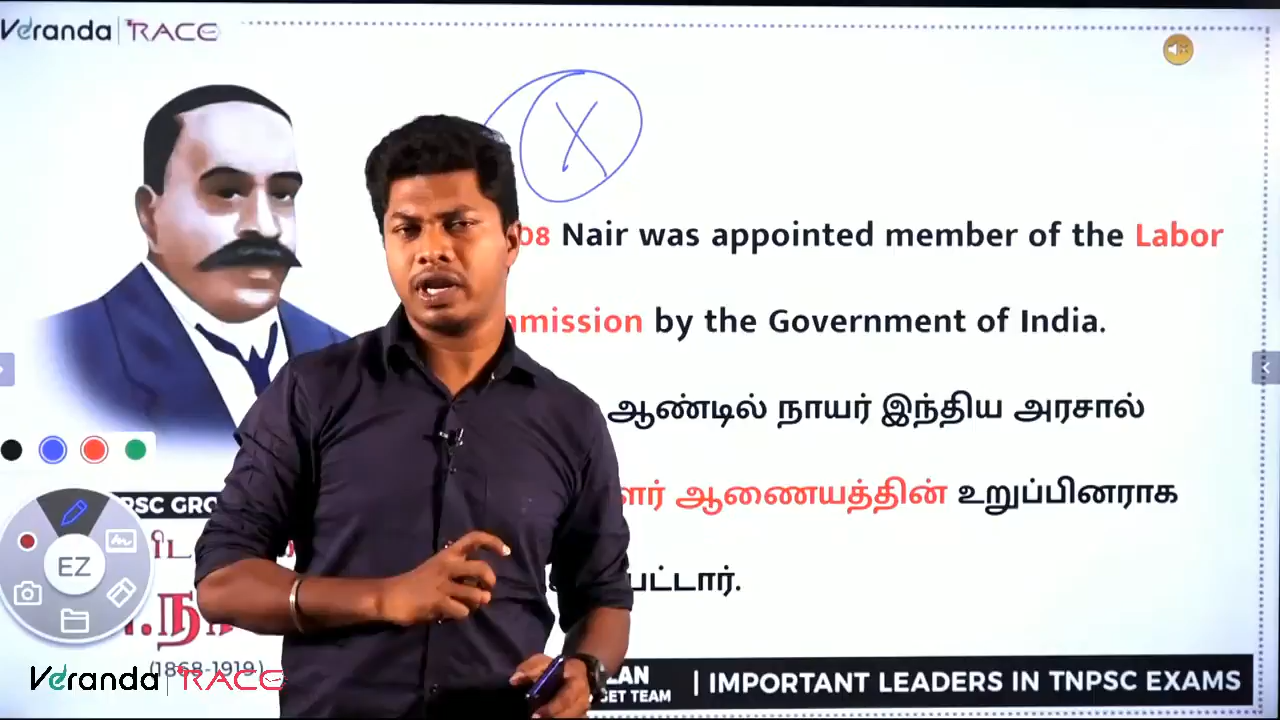 Veranda RACE
08 Nair was appointed member of the Labor
mmission by the Government of India.
ஆண்டில் நாயர் இந்திய அரசால்
ளர் ஆணையத்தின் உறுப்பினராக
பட்டார்.
PSC GRO
EZ
(1868-1919)
Veranda RACE
LAN
GET TEAM
| IMPORTANT LEADERS IN TNPSC EXAMS
X